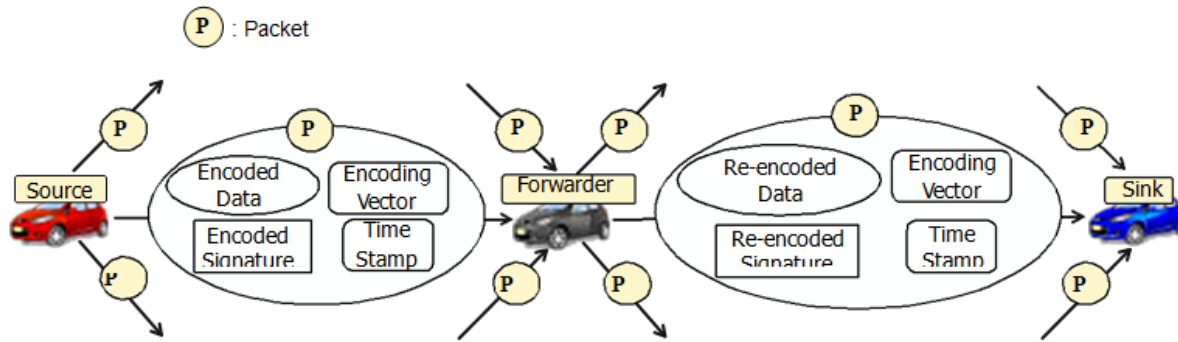 P : Packet
P
P
P
P
P
Source
Encoded
Data
Encoding
Vector
Encoded
Signature
Time
Stamp
Forwarder
Re-encoded
Data
Encoding
Vector
Re-encoded
Signature
Time
Stamp
Sink
P
P
P
P
P